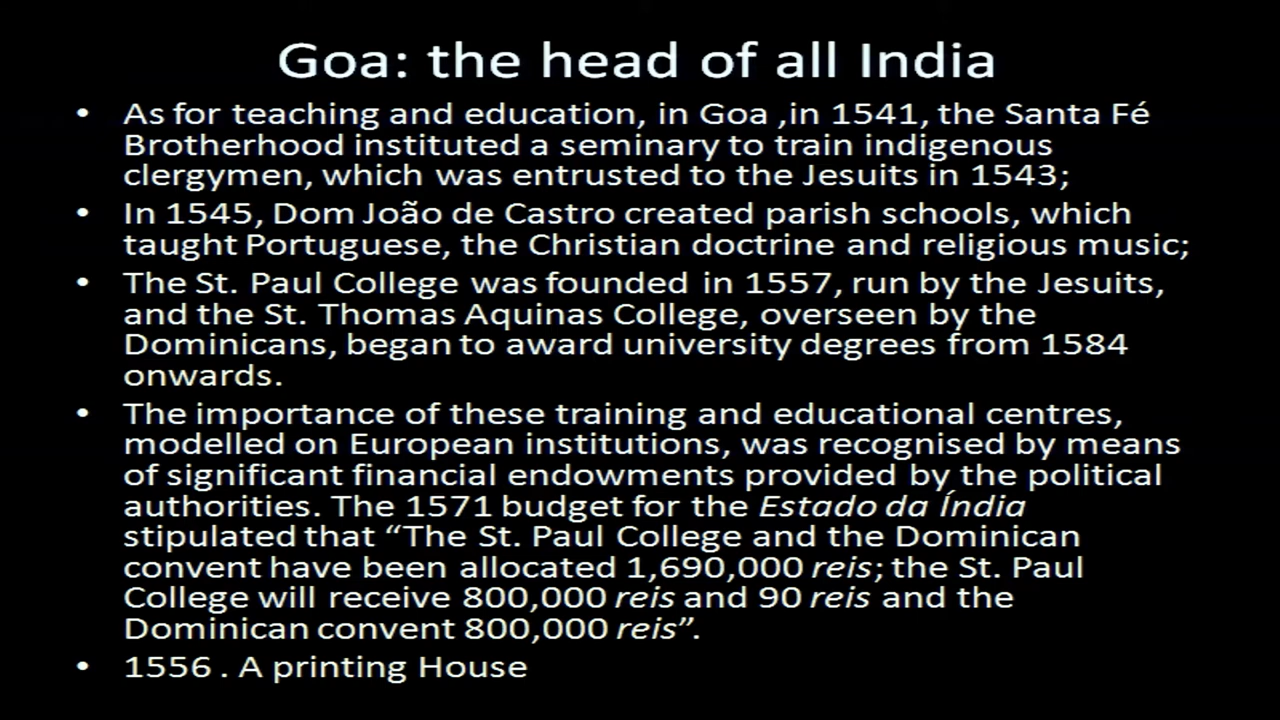 Goa: the head of all India
• As for teaching and education, in Goa ,in 1541, the Santa Fé
Brotherhood instituted a seminary to train indigenous
clergymen, which was entrusted to the Jesuits in 1543;
• In 1545, Dom João de Castro created parish schools, which
taught Portuguese, the Christian doctrine and religious music;
• The St. Paul College was founded in 1557, run by the Jesuits,
and the St. Thomas Aquinas College, overseen by the
Dominicans, began to award university degrees from 1584
onwards.
• The importance of these training and educational centres,
modelled on European institutions, was recognised by means
of significant financial endowments provided by the political
authorities. The 1571 budget for the Estado da Índia
stipulated that “The St. Paul College and the Dominican
convent have been allocated 1,690,000 reis; the St. Paul
College will receive 800,000 reis and 90 reis and the
Dominican convent 800,000 reis”.
• 1556 . A printing House